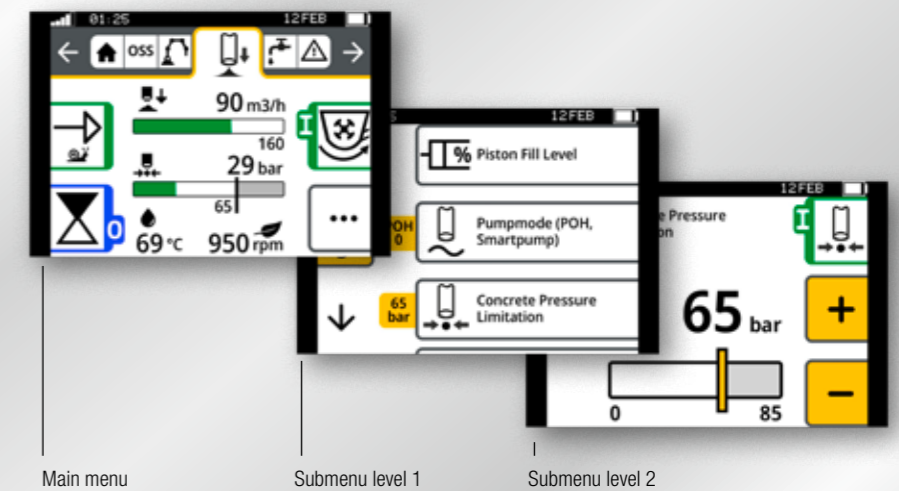 01:25 12FEB
OSS
90 m3/h
160
I
29 bar
65
O
69 °C 950 rpm
12FEB
% Piston Fill Level
POH
0
Pumpmode (POH,
Smartpump)
65
bar
Concrete Pressure
Limitation
12FEB
Pressure
I
65 bar
+
0 85
−
Main menu Submenu level 1 Submenu level 2